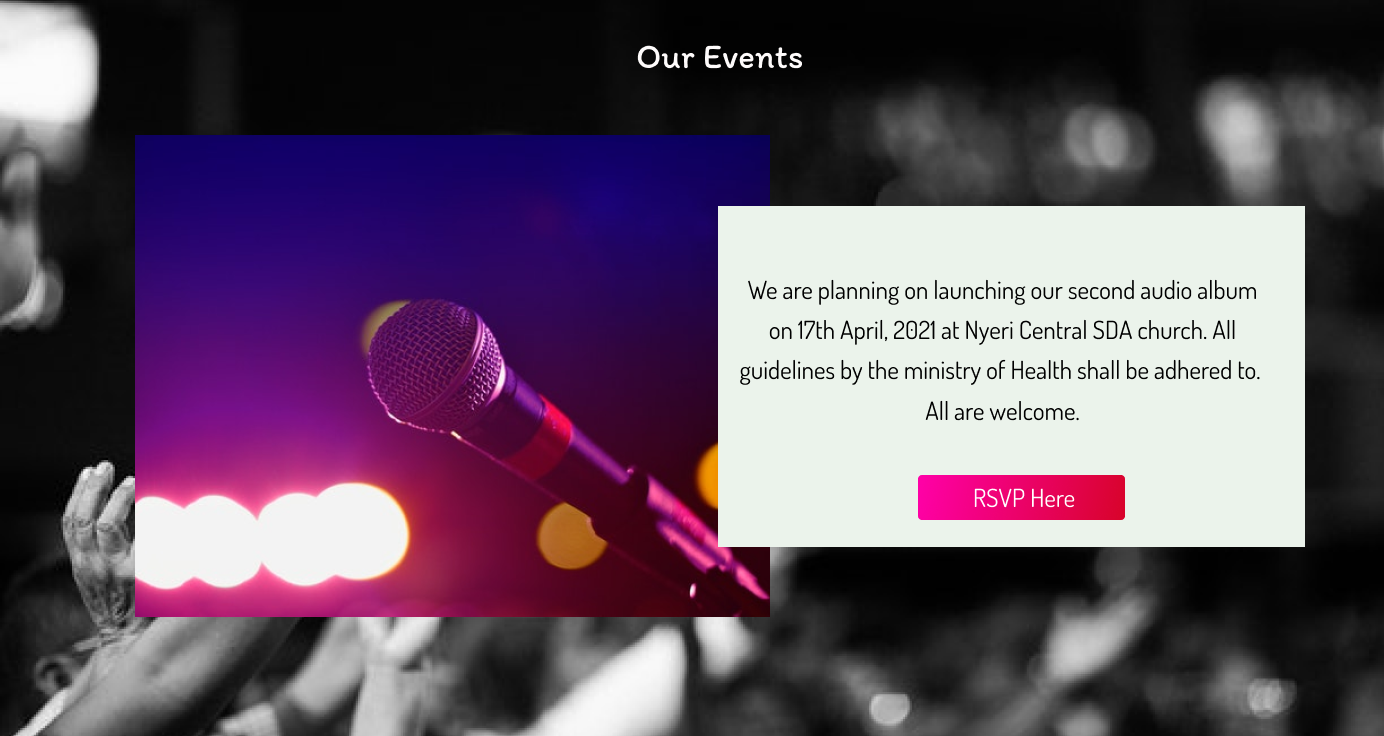 Our Events
We are planning on launching our second audio album
on 17th April, 2021 at Nyeri Central SDA church. All
guidelines by the ministry of Health shall be adhered to.
All are welcome.
RSVP Here